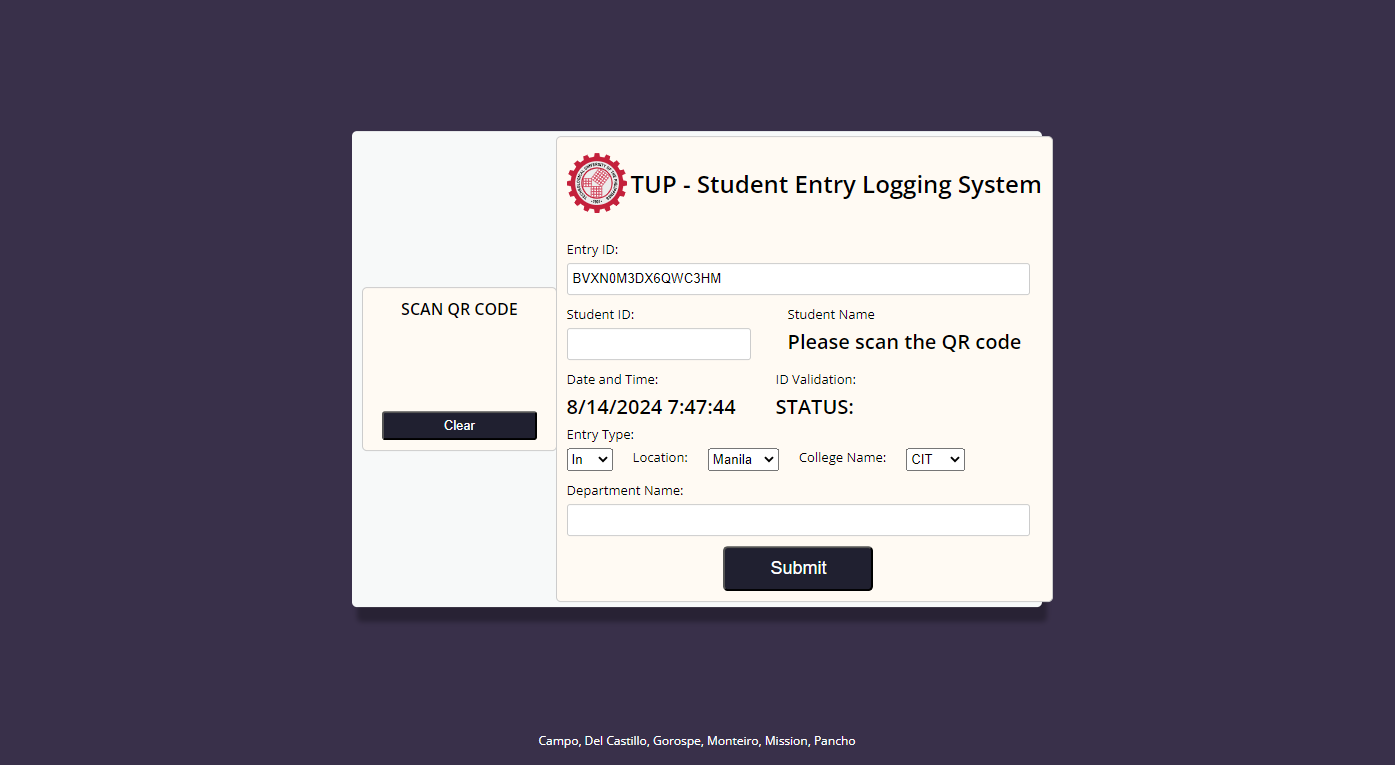 TUP - Student Entry Logging System
SCAN QR CODE
Clear
Entry ID:
BVXN0M3DX6QWC3HM
Student ID: Student Name
Please scan the QR code
Date and Time: ID Validation:
8/14/2024 7:47:44 STATUS:
Entry Type:
In Location: Manila College Name: CIT
Department Name:
Submit
Campo, Del Castillo, Gorospe, Monteiro, Mission, Pancho